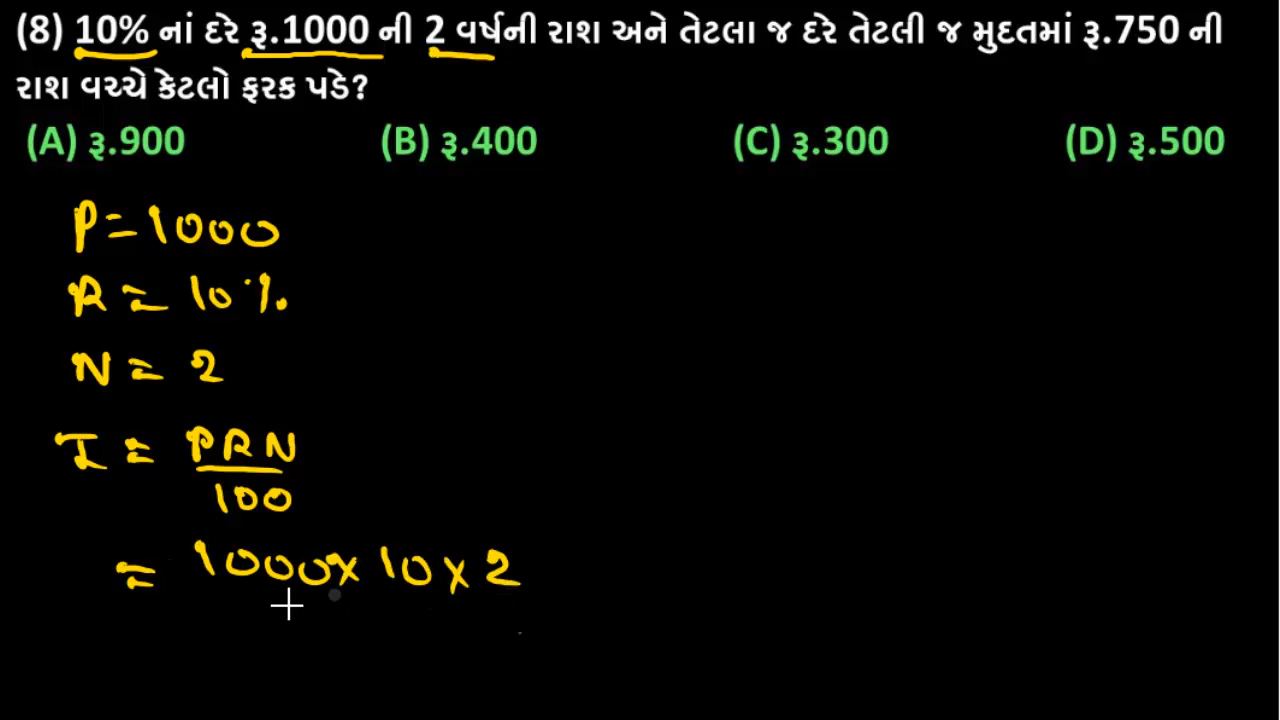 (8) 10% નાં દરે રૂ.1000 ની 2 વર્ષની રાશ અને તેટલા જ દરે તેટલી જ મુદતમાં રૂ.750 ની
રાશ વચ્ચે કેટલો ફરક પડે?
(A) રૂ.900 (B) રૂ.400 (C) રૂ.300 (D) રૂ.500
P = 1000
R = 10%
N = 2
I = PRN
100
= 1000 x 10 x 2